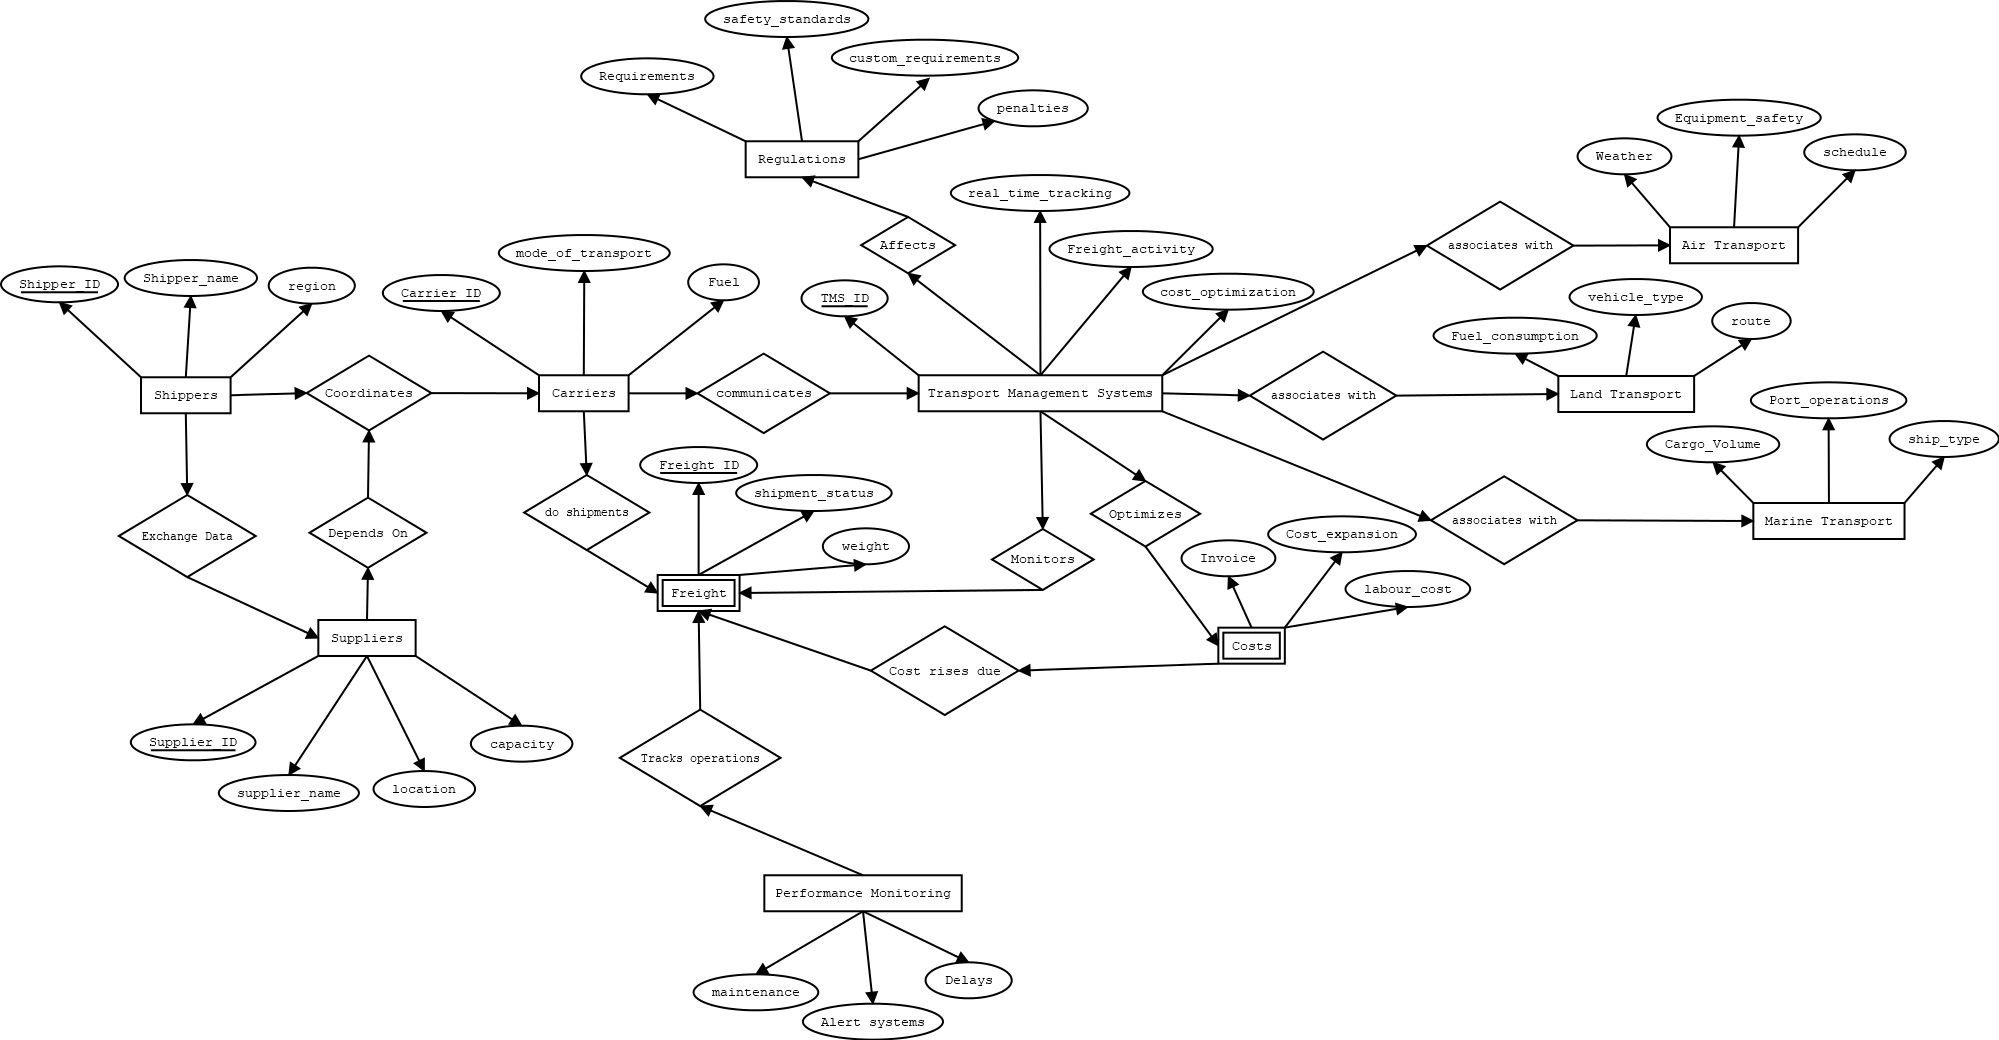 safety_standards
custom_requirements
Requirements
penalties
Regulations
Affects
real_time_tracking
Freight_activity
cost_optimization
TMS_ID
Equipment_safety
Weather
schedule
associates with
Air Transport
Shipper_ID
Shipper_name
region
Carrier_ID
mode_of_transport
Fuel
vehicle_type
Fuel_consumption
route
Shippers
Coordinates
Carriers
communicates
Transport Management Systems
associates with
Land Transport
Port_operations
Cargo_Volume
ship_type
associates with
Marine Transport
Exchange Data
Depends On
do shipments
Freight_ID
shipment_status
weight
Freight
Monitors
Optimizes
Cost_expansion
Invoice
labour_cost
Costs
Cost rises due
Suppliers
Supplier_ID
supplier_name
location
capacity
Tracks operations
Performance Monitoring
maintenance
Alert systems
Delays